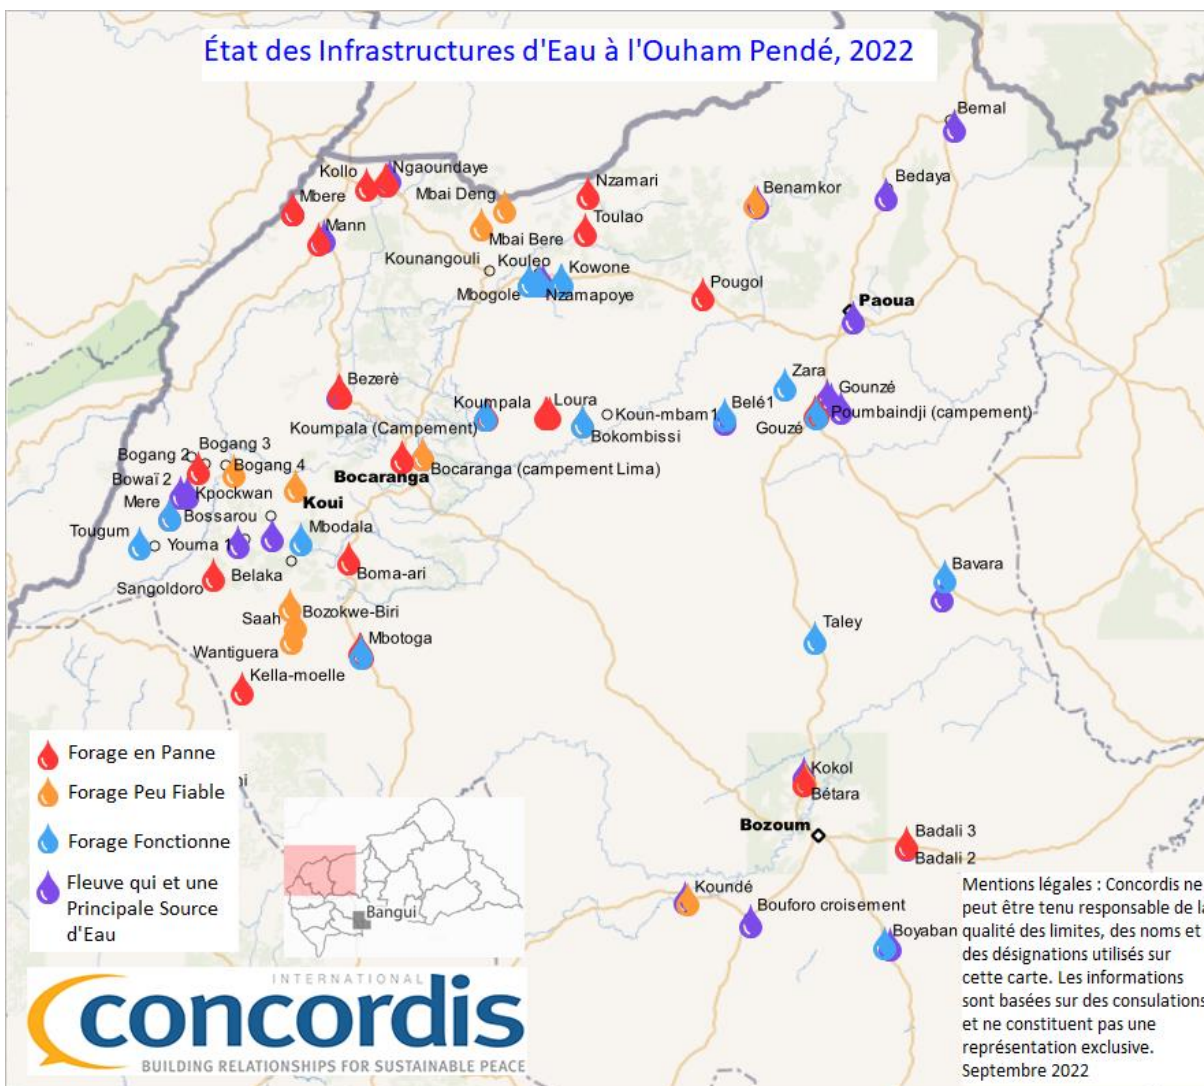 État des Infrastructures d'Eau à l'Ouham Pendé, 2022
Bemal
Kollo
Ngaoundaye
Mbere
Mbai Deng
Nzamari
Benamkor
Bedaya
Mann
Mbai Bere
Toulao
Kounangouli
Kouleo
Kowone
Mbogole
Nzamapoye
Pougol
Paoua
Bezerè
Zara
Koumpala
Loura
Koun-mbam 1
Belé1
Gounzé
Poumbaindji (campement)
Gouzé
Koumpala (Campement)
Bokombissi
Bogang 3
Bogang 2
Bogang 4
Bocaranga (campement Lima)
Bocaranga
Bowaï 2
Kpockwan
Koui
Mere
Bossarou
Mbodala
Tougum
Youma 1
Belaka
Boma-ari
Sangoldoro
Bavara
Bozokwe-Biri
Saah
Wantiguera
Mbotoga
Taley
Kella-moelle
Forage en Panne
Forage Peu Fiable
Forage Fonctionne
Fleuve qui et une
Principale Source
d'Eau
ni
Bangui
Kokol
Bétara
Bozoum
Badali 3
Badali 2
Koundé
Bouforo croisement
Boyaban
Mentions légales : Concordis ne
peut être tenu responsable de la
qualité des limites, des noms et
des désignations utilisés sur
cette carte. Les informations
sont basées sur des consulations
et ne constituent pas une
représentation exclusive.
Septembre 2022
INTERNATIONAL
concordis
BUILDING RELATIONSHIPS FOR SUSTAINABLE PEACE